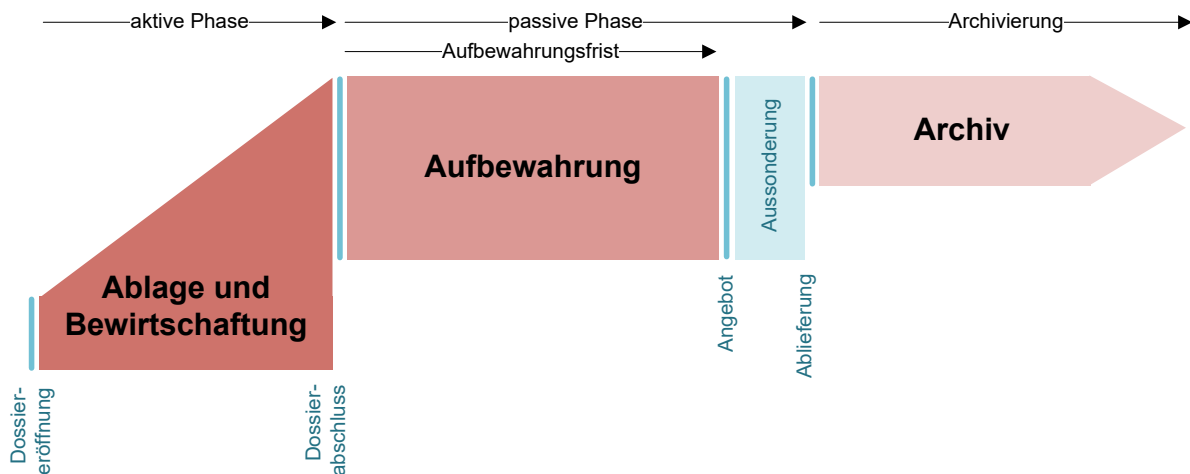 aktive Phase
passive Phase
Archivierung
Aufbewahrungsfrist
Ablage und
Bewirtschaftung
Aufbewahrung
Aussonderung
Archiv
Dossier-
eröffnung
Dossier-
abschluss
Angebot
Ablieferung